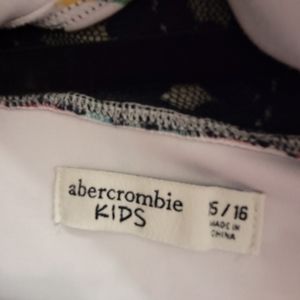 abercrombie
KIDS
15/16
MADE IN
CHINA